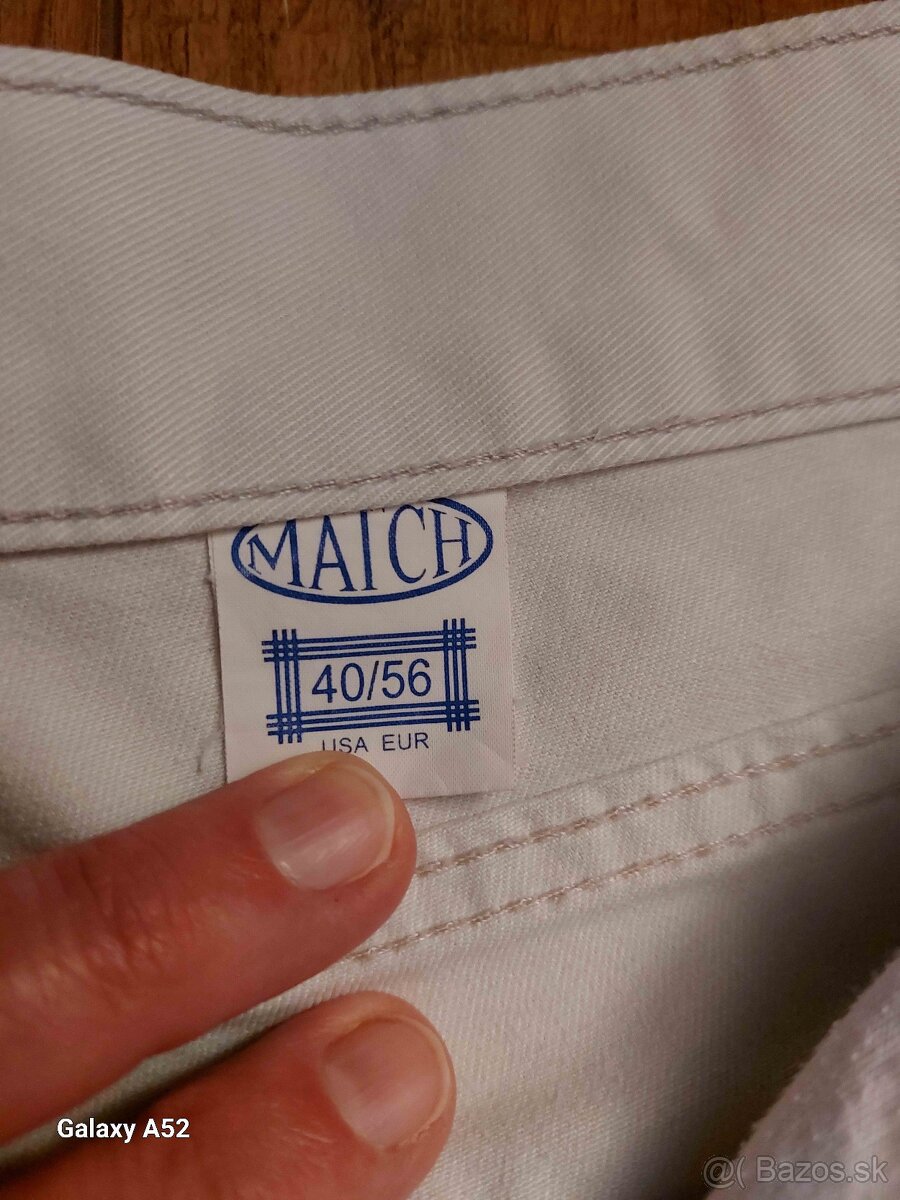 MATCH
40/56
USA EUR
Galaxy A52
@( Bazos.sk